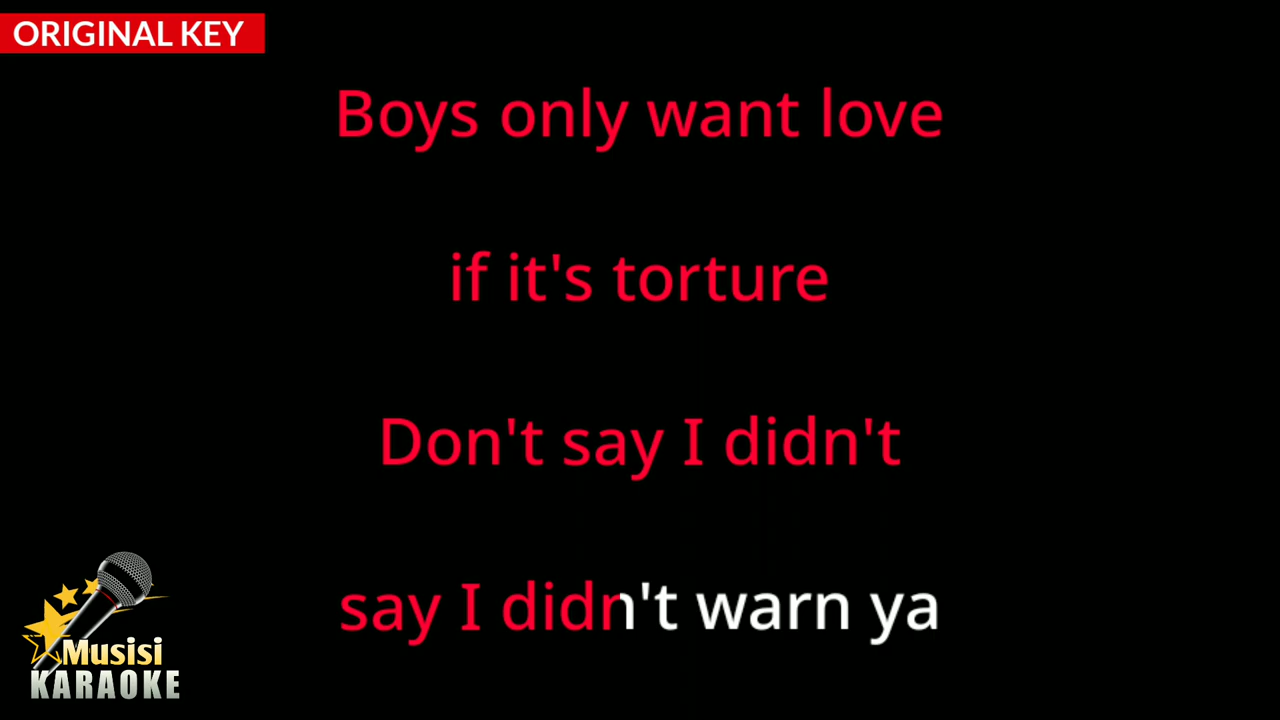 ORIGINAL KEY
Boys only want love
if it's torture
Don't say I didn't
say I didn't warn ya
Musisi
KARAOKE